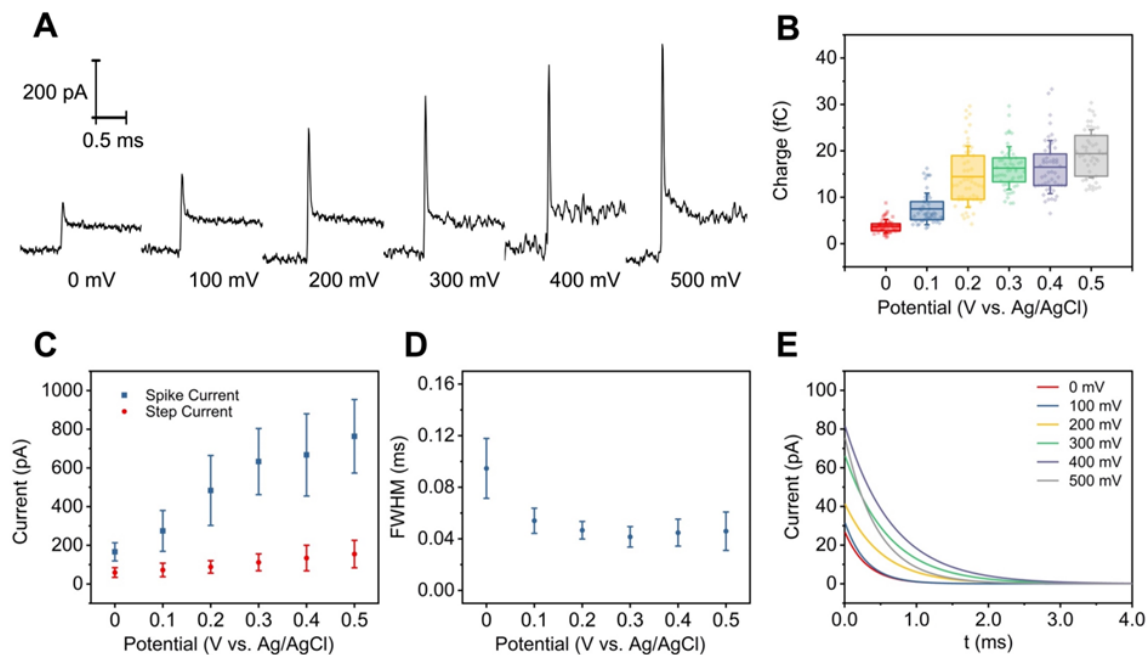 A
200 pA
0.5 ms
0 mV
100 mV
200 mV
300 mV
400 mV
500 mV
B
Charge (fC)
40
30
20
10
0
0 0.1 0.2 0.3 0.4 0.5
Potential (V vs. Ag/AgCl)
C
Current (pA)
1000
800
600
400
200
0
Spike Current
Step Current
0 0.1 0.2 0.3 0.4 0.5
Potential (V vs. Ag/AgCl)
D
FWHM (ms)
0.16
0.12
0.08
0.04
0.00
0 0.1 0.2 0.3 0.4 0.5
Potential (V vs. Ag/AgCl)
E
Current (pA)
100
80
60
40
20
0
0 mV
100 mV
200 mV
300 mV
400 mV
500 mV
0.0 1.0 2.0 3.0 4.0
t (ms)